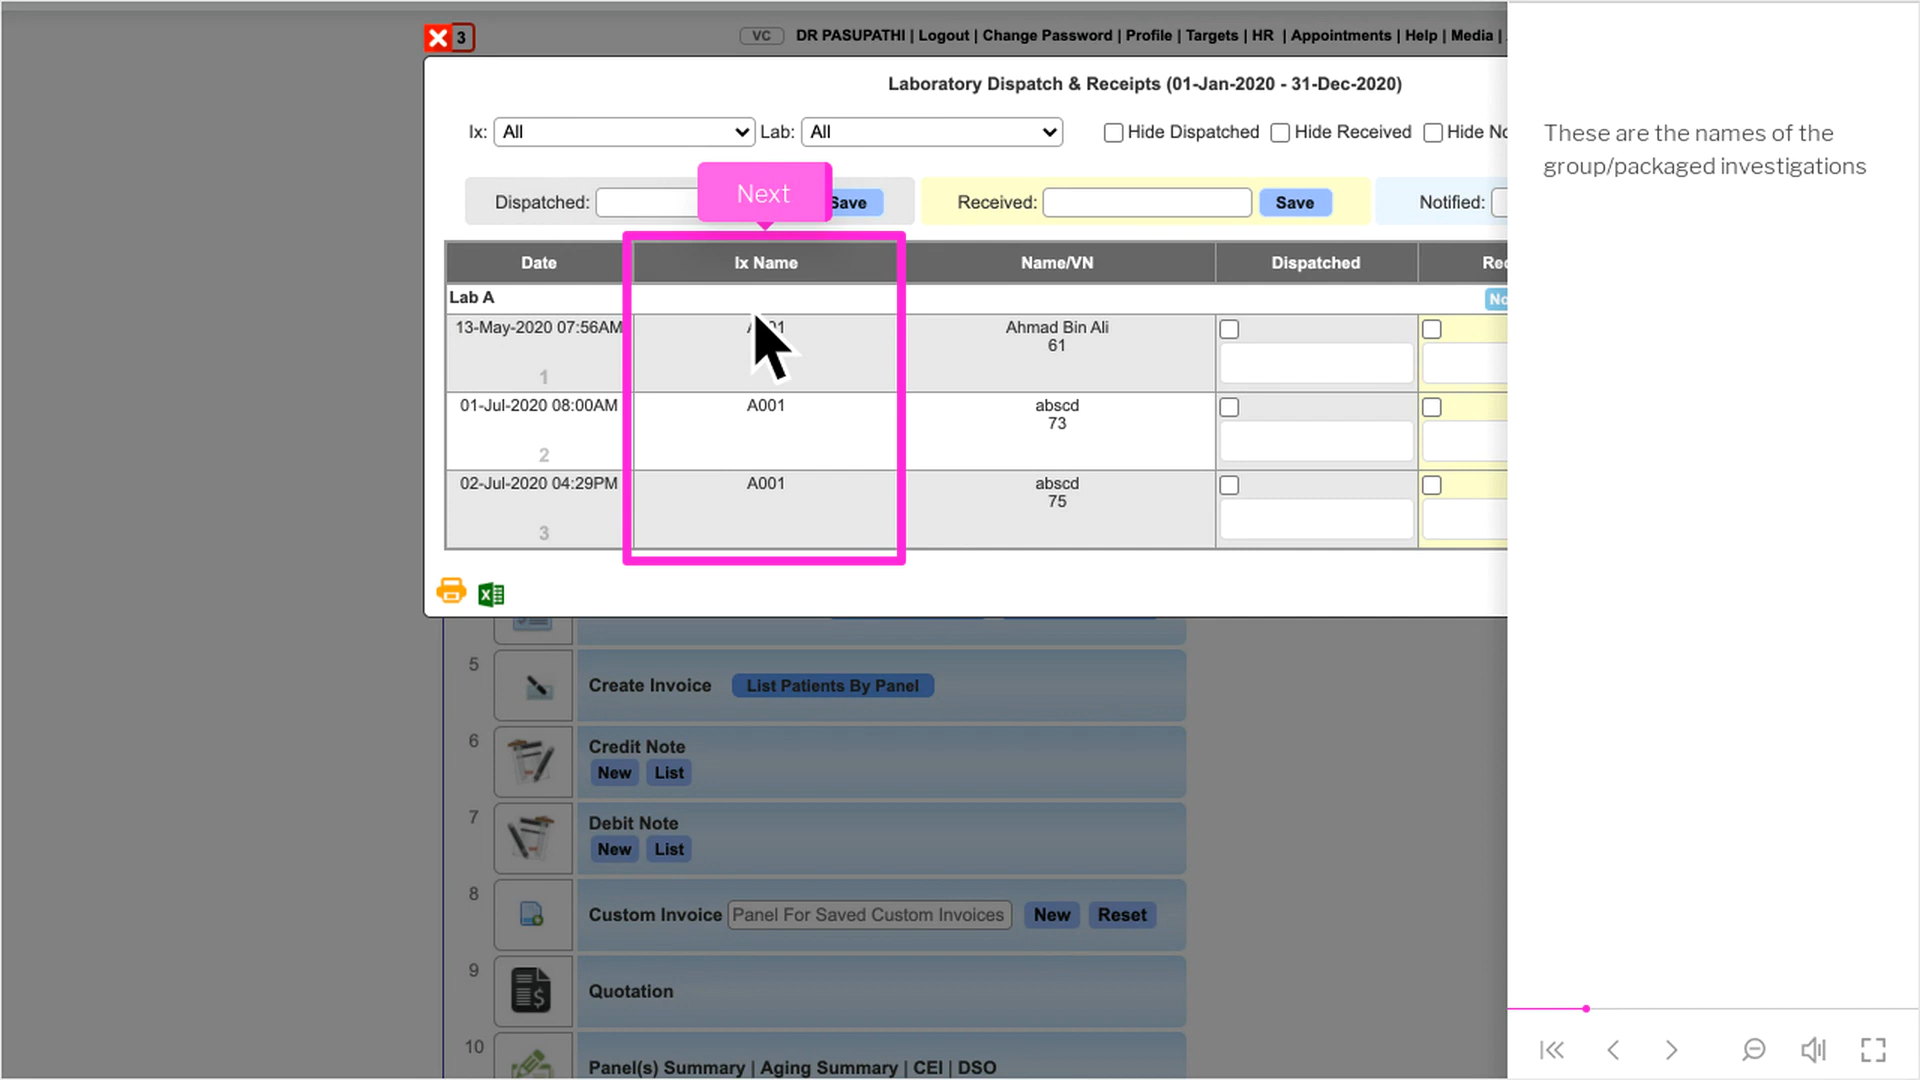 3
VC DR PASUPATHI | Logout | Change Password | Profile | Targets | HR | Appointments | Help | Media |
Laboratory Dispatch & Receipts (01-Jan-2020 - 31-Dec-2020)
Ix: All Lab: All Hide Dispatched Hide Received Hide
Next
Dispatched: Save Received: Save Notified:
Date Ix Name Name/VN Dispatched
Lab A
13-May-2020 07:56AM Ahmad Bin Ali
61
1
01-Jul-2020 08:00AM A001 abscd
73
2
02-Jul-2020 04:29PM A001 abscd
75
3
5 Create Invoice List Patients By Panel
6 Credit Note
New List
7 Debit Note
New List
8 Custom Invoice Panel For Saved Custom Invoices New Reset
9 Quotation
10 Panel(s) Summary | Aging Summary | CEI | DSO
These are the names of the
group/packaged investigations